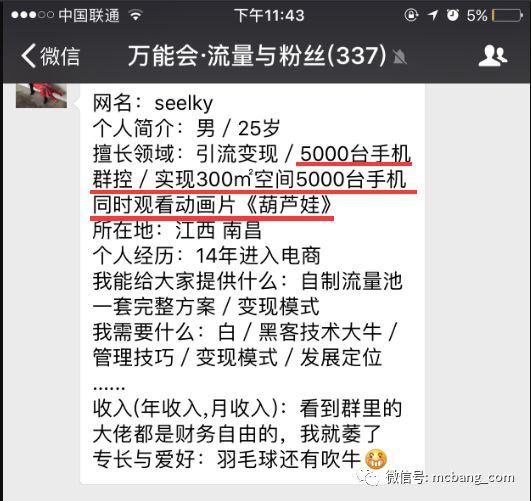 中国联通 下午11:43 5%
微信 万能会·流量与粉丝(337)
网名：seelky
个人简介：男 / 25岁
擅长领域：引流变现 / 5000台手机
群控 / 实现300㎡空间5000台手机
同时观看动画片《葫芦娃》
所在地：江西 南昌
个人经历：14年进入电商
我能给大家提供什么：自制流量池
一套完整方案 / 变现模式
我需要什么：白 / 黑客技术大牛 /
管理技巧 / 变现模式 / 发展定位
......
收入(年收入,月收入)：看到群里的
大佬都是财务自由的，我就萎了
专长与爱好：羽毛球还有吹牛
微信号: mcbang_com